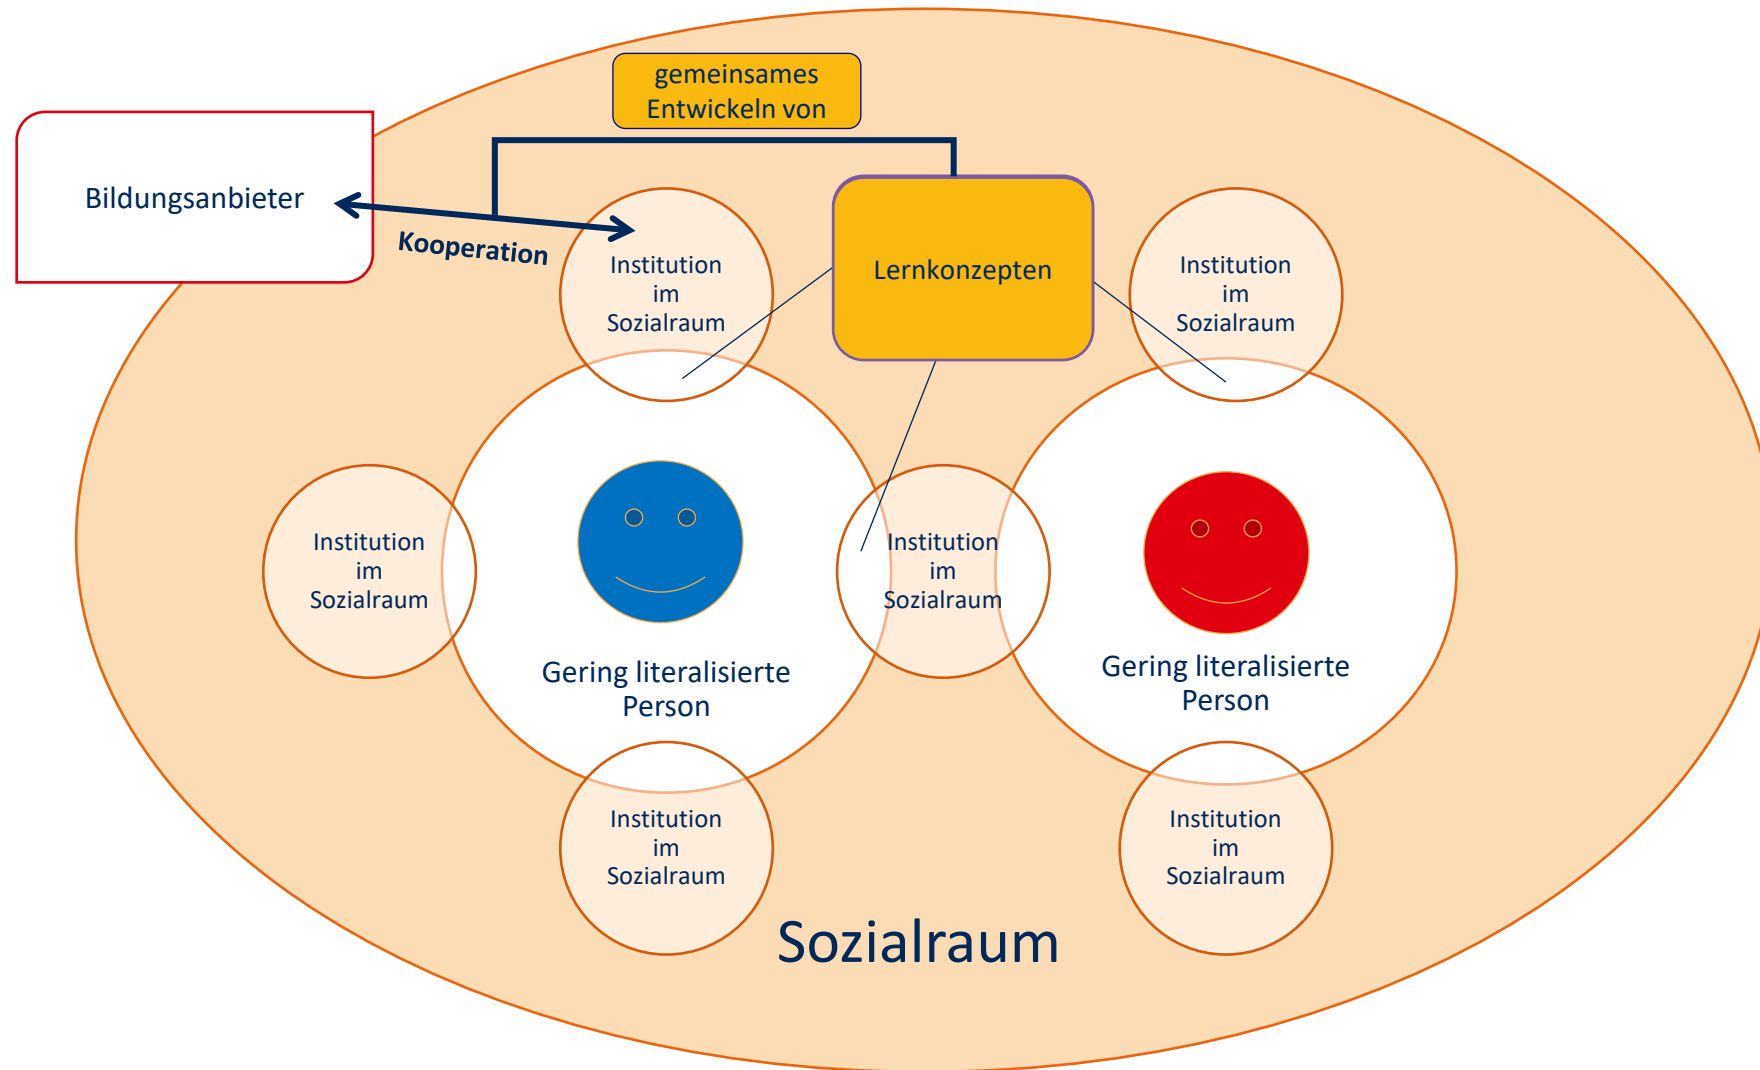 gemeinsames
Entwickeln von
Bildungsanbieter
Kooperation
Lernkonzepten
Institution
im
Sozialraum
Institution
im
Sozialraum
Institution
im
Sozialraum
Institution
im
Sozialraum
Gering literalisierte
Person
Gering literalisierte
Person
Institution
im
Sozialraum
Institution
im
Sozialraum
Sozialraum